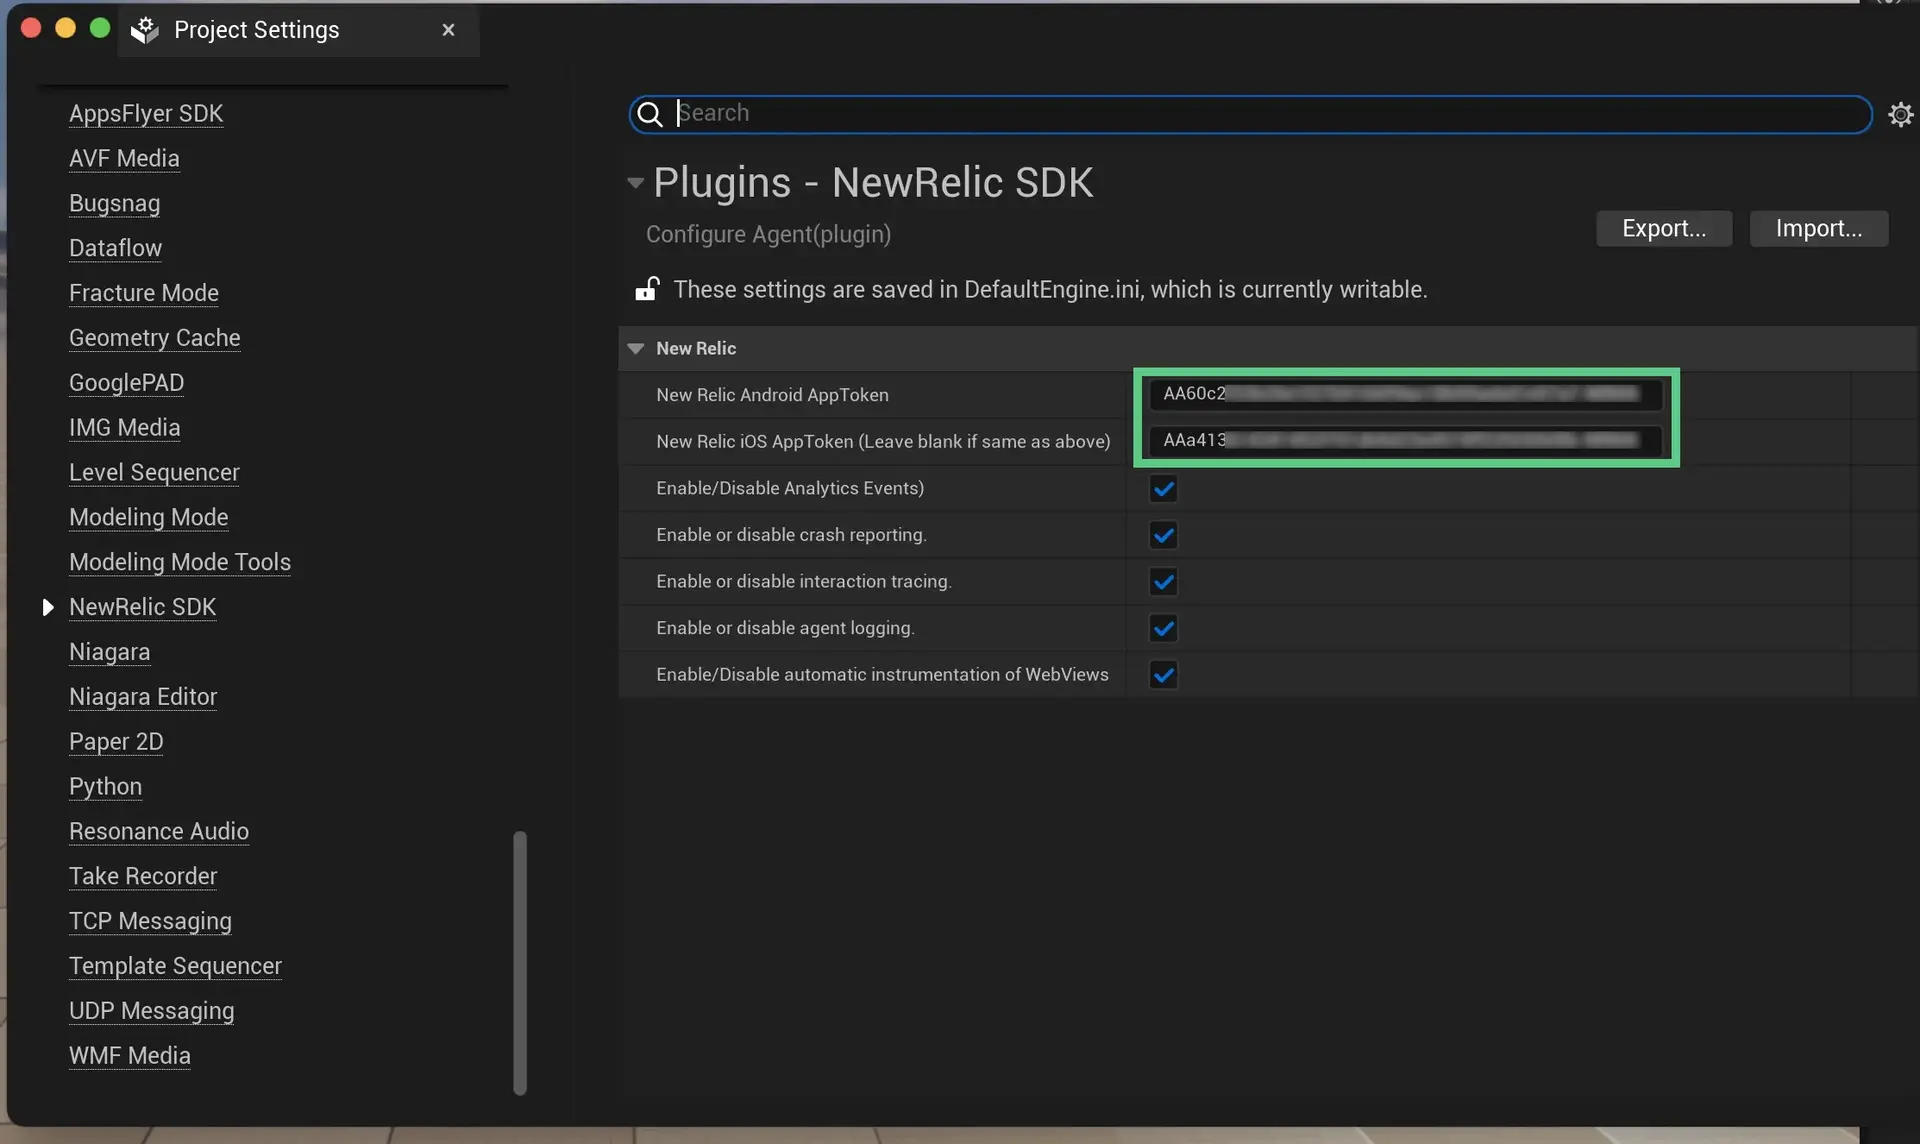 Project Settings
AppsFlyer SDK
AVF Media
Bugsnag
Dataflow
Fracture Mode
Geometry Cache
GooglePAD
IMG Media
Level Sequencer
Modeling Mode
Modeling Mode Tools
NewRelic SDK
Niagara
Niagara Editor
Paper 2D
Python
Resonance Audio
Take Recorder
TCP Messaging
Template Sequencer
UDP Messaging
WMF Media
Search
Plugins - NewRelic SDK
Configure Agent(plugin)
Export...
Import...
These settings are saved in DefaultEngine.ini, which is currently writable.
New Relic
New Relic Android AppToken
AA60c2
New Relic iOS AppToken (Leave blank if same as above)
AAa413
Enable/Disable Analytics Events)
Enable or disable crash reporting.
Enable or disable interaction tracing.
Enable or disable agent logging.
Enable/Disable automatic instrumentation of WebViews